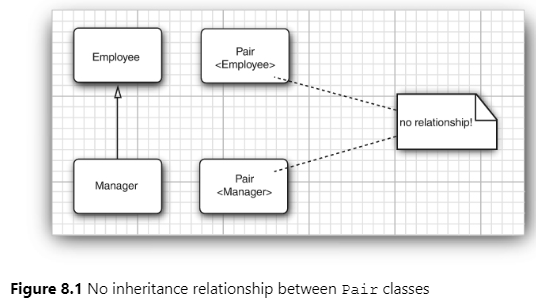 Employee
Pair
<Employee>
no relationship!
Manager
Pair
<Manager>
Figure 8.1 No inheritance relationship between Pair classes